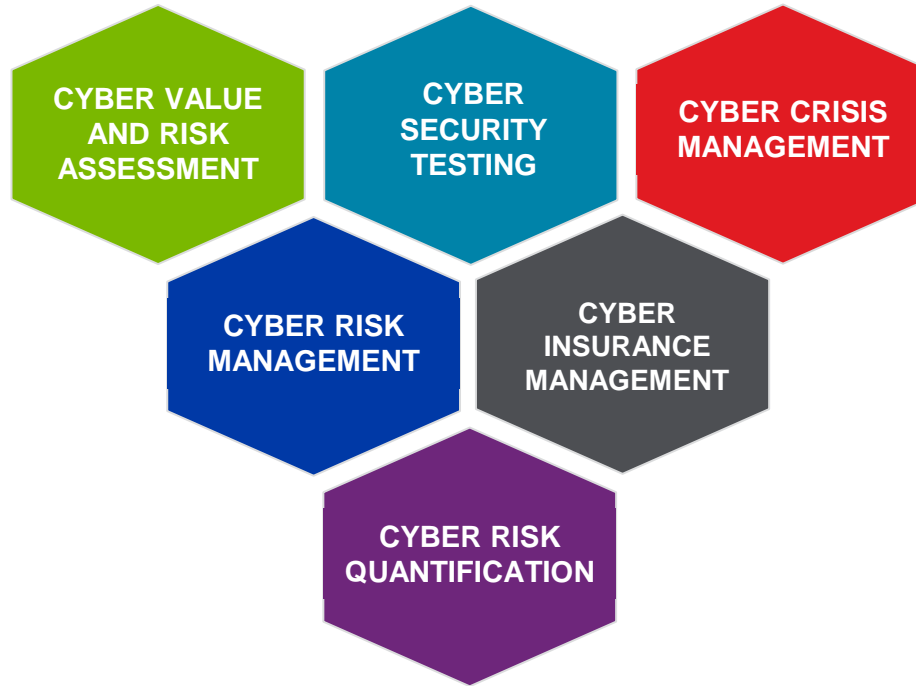 CYBER VALUE
AND RISK
ASSESSMENT
CYBER
SECURITY
TESTING
CYBER CRISIS
MANAGEMENT
CYBER RISK
MANAGEMENT
CYBER
INSURANCE
MANAGEMENT
CYBER RISK
QUANTIFICATION